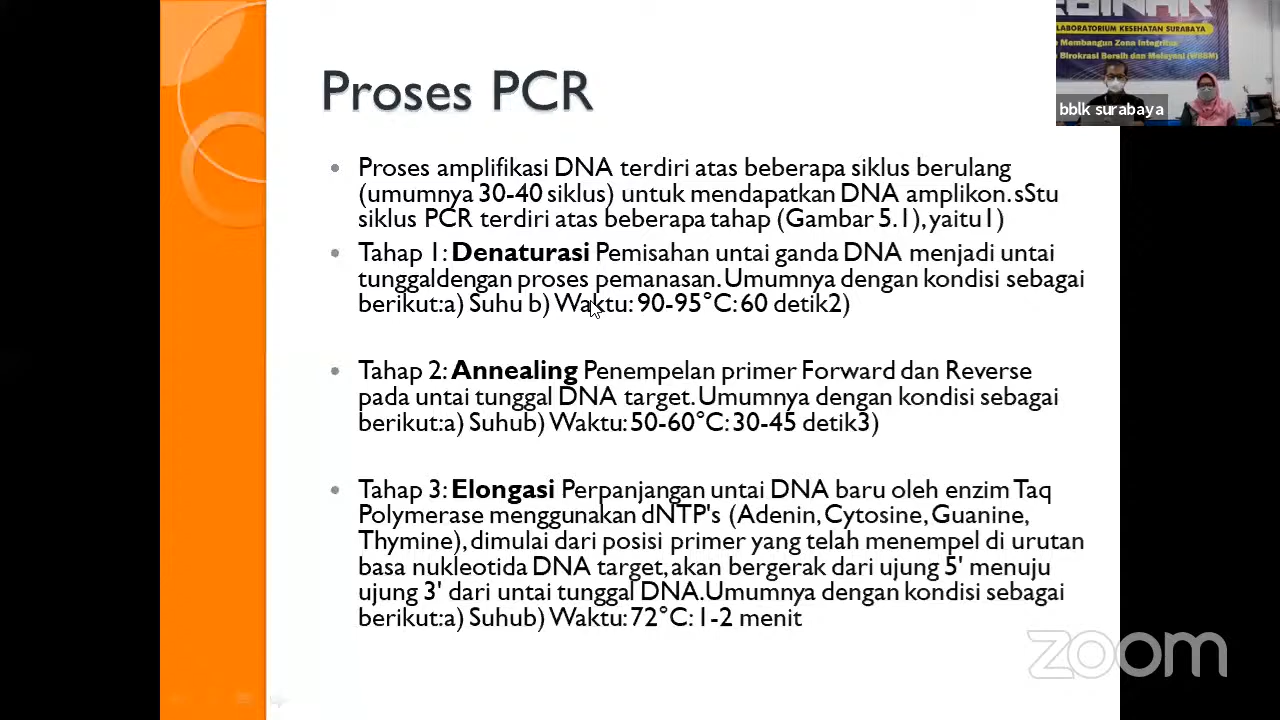 Proses PCR
Proses amplifikasi DNA terdiri atas beberapa siklus berulang
(umumnya 30-40 siklus) untuk mendapatkan DNA amplikon. sStu
siklus PCR terdiri atas beberapa tahap (Gambar 5.1), yaitu1)
Tahap 1: Denaturasi Pemisahan untai ganda DNA menjadi untai
tunggaldengan proses pemanasan. Umumnya dengan kondisi sebagai
berikut:a) Suhu b) Waktu: 90-95°C: 60 detik2)
Tahap 2: Annealing Penempelan primer Forward dan Reverse
pada untai tunggal DNA target. Umumnya dengan kondisi sebagai
berikut:a) Suhub) Waktu: 50-60°C: 30-45 detik3)
Tahap 3: Elongasi Perpanjangan untai DNA baru oleh enzim Taq
Polymerase menggunakan dNTP's (Adenin, Cytosine, Guanine,
Thymine), dimulai dari posisi primer yang telah menempel di urutan
basa nukleotida DNA target, akan bergerak dari ujung 5' menuju
ujung 3' dari untai tunggal DNA. Umumnya dengan kondisi sebagai
berikut:a) Suhub) Waktu: 72°C: 1-2 menit
LABORATORIUM KESEHATAN SURABAYA
Membangun Zona Integritas
Birokrasi Bersih dan Melayani (WBBM)
bblk surabaya
zoom